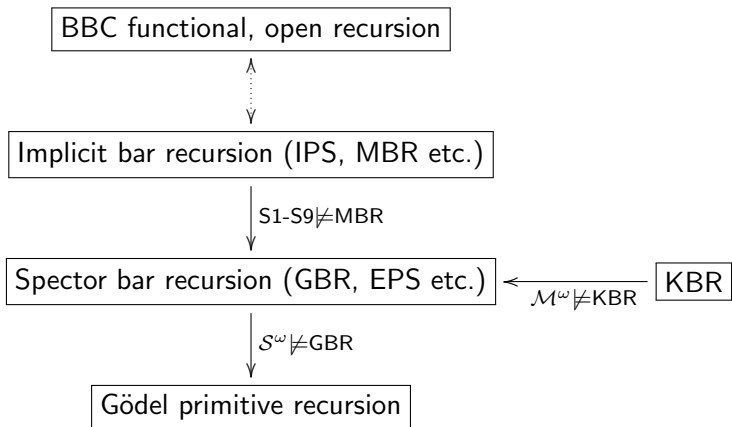 BBC functional, open recursion
Implicit bar recursion (IPS, MBR etc.)
S1-S9⊭MBR
Spector bar recursion (GBR, EPS etc.)
KBR
ℳ^ω⊭KBR
𝒮^ω⊭GBR
Gödel primitive recursion